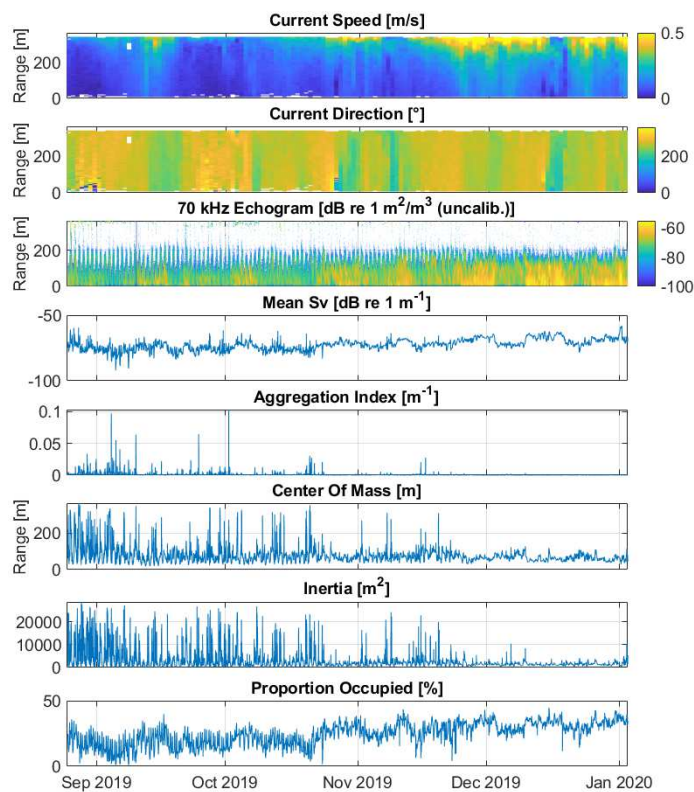 Current Speed [m/s]
Range [m]
200
0
0.5
0
Current Direction [°]
Range [m]
200
0
200
0
70 kHz Echogram [dB re 1 m²/m³ (uncalib.)]
Range [m]
200
0
-60
-80
-100
Mean Sv [dB re 1 m⁻¹]
-50
-100
Aggregation Index [m⁻¹]
0.1
0.05
0
Center Of Mass [m]
Range [m]
200
0
Inertia [m²]
20000
10000
0
Proportion Occupied [%]
50
0
Sep 2019 Oct 2019 Nov 2019 Dec 2019 Jan 2020